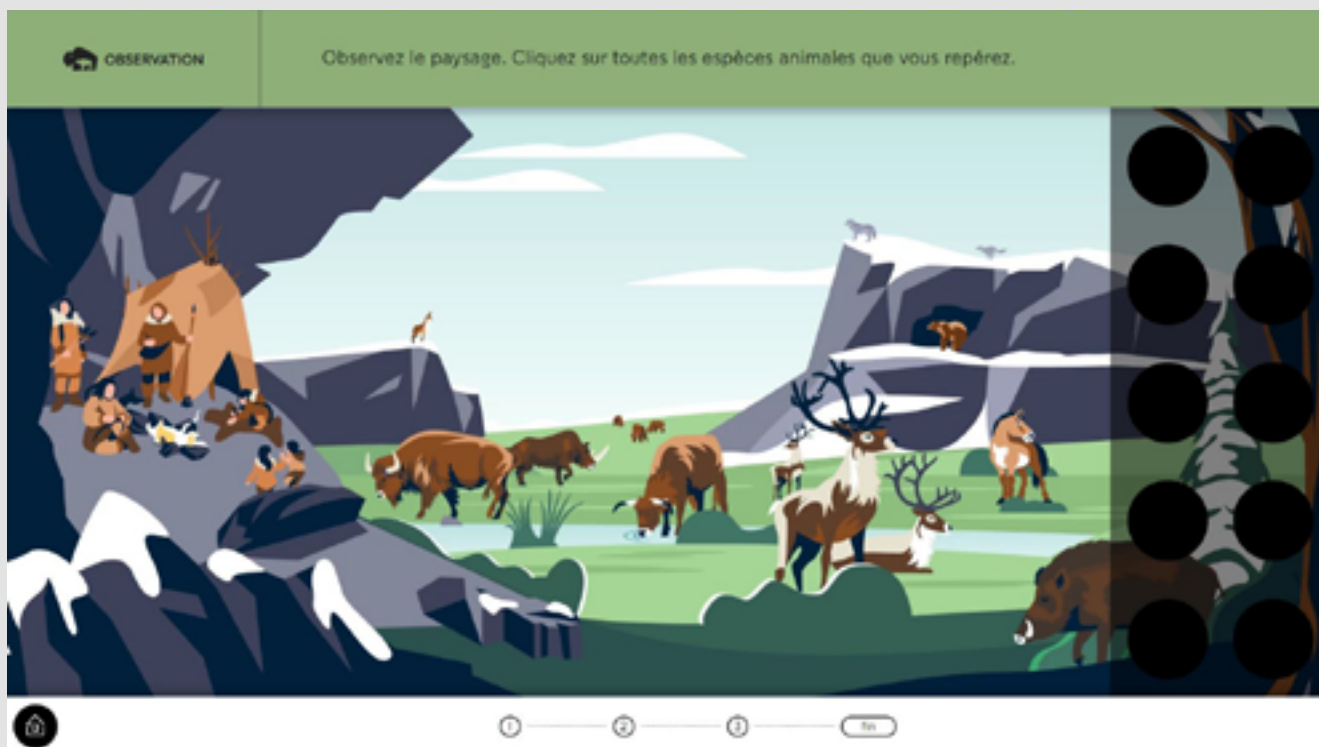 OBSERVATION
Observez le paysage. Cliquez sur toutes les espèces animales que vous repérez.
1
2
3
fin